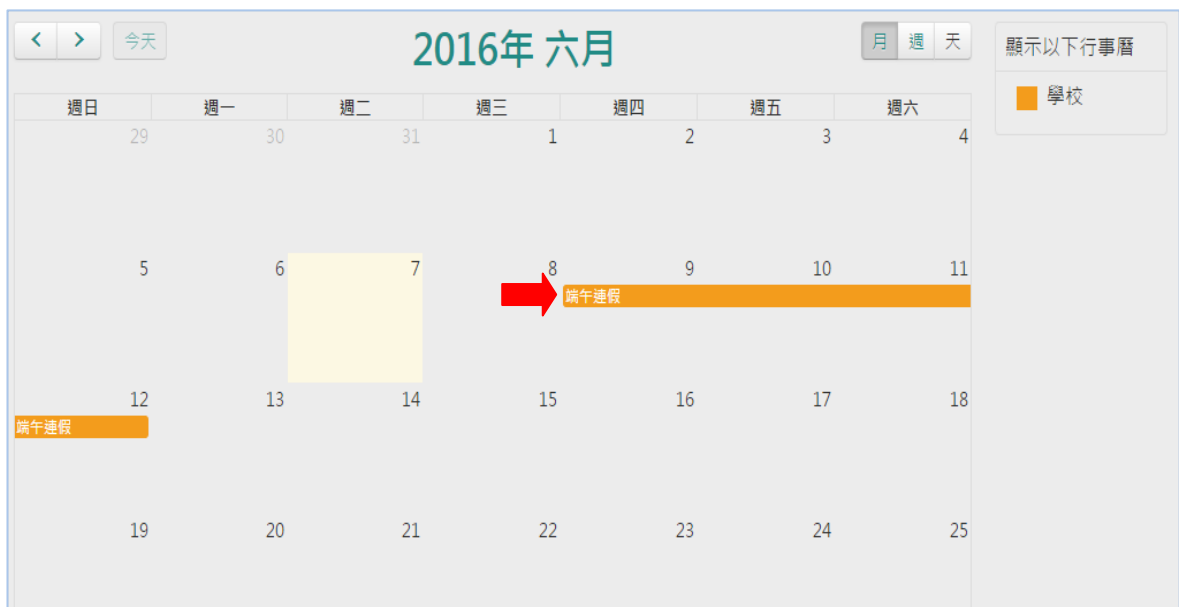 今天
2016年 六月
月 週 天
顯示以下行事曆
學校
週日 週一 週二 週三 週四 週五 週六
29 30 31 1 2 3 4
5 6 7 8 9 10 11
端午連假
12 13 14 15 16 17 18
端午連假
19 20 21 22 23 24 25